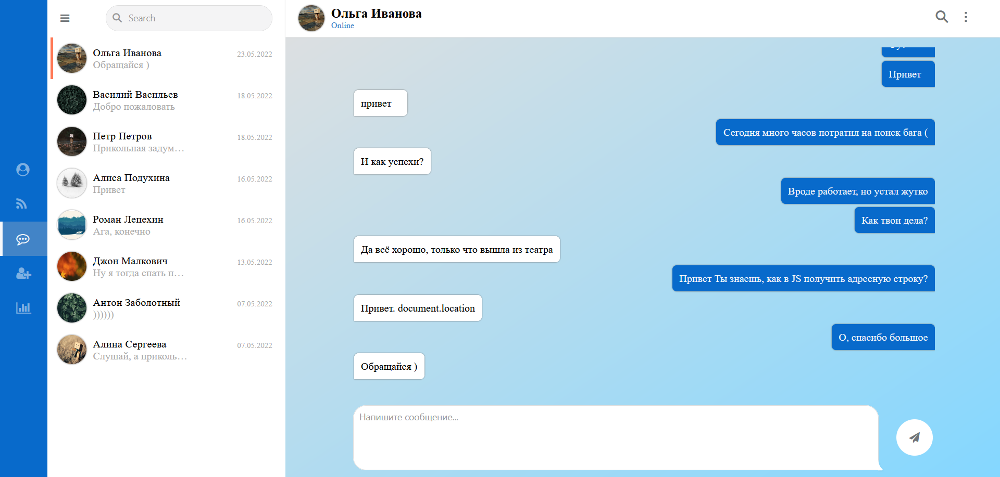 Search
Ольга Иванова
23.05.2022
Обращайся )
Василий Васильев
18.05.2022
Добро пожаловать
Петр Петров
18.05.2022
Прикольная задум…
Алиса Подухина
16.05.2022
Привет
Роман Лепехин
16.05.2022
Ага, конечно
Джон Малкович
13.05.2022
Ну я тогда спать п…
Антон Заболотный
07.05.2022
))))))
Алина Сергеева
07.05.2022
Слушай, а приколь…
Ольга Иванова
Online
Привет
привет
Сегодня много часов потратил на поиск бага (
И как успехи?
Вроде работает, но устал жутко
Как твои дела?
Да всё хорошо, только что вышла из театра
Привет Ты знаешь, как в JS получить адресную строку?
Привет. document.location
О, спасибо большое
Обращайся )
Напишите сообщение...